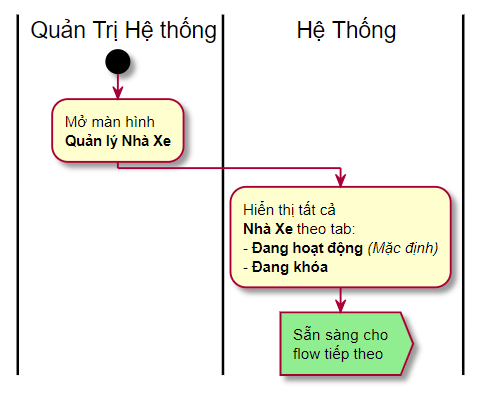 Quản Trị Hệ thống
Hệ Thống
Mở màn hình
Quản lý Nhà Xe
Hiển thị tất cả
Nhà Xe theo tab:
- Đang hoạt động (Mặc định)
- Đang khóa
Sẵn sàng cho
flow tiếp theo